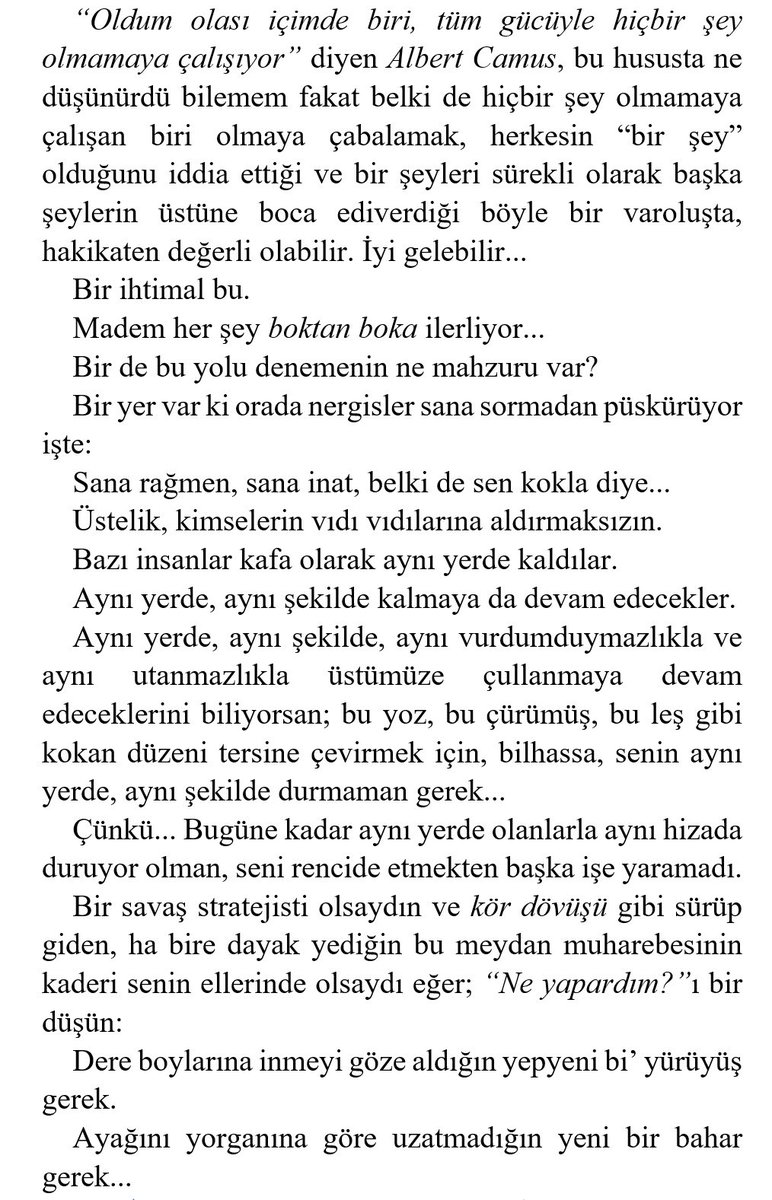 “Oldum olası içimde biri, tüm gücüyle hiçbir şey
olmamaya çalışıyor” diyen Albert Camus, bu hususta ne
düşünürdü bilemem fakat belki de hiçbir şey olmamaya
çalışan biri olmaya çabalamak, herkesin “bir şey”
olduğunu iddia ettiği ve bir şeyleri sürekli olarak başka
şeylerin üstüne boca ediverdiği böyle bir varoluşta,
hakikaten değerli olabilir. İyi gelebilir...
Bir ihtimal bu.
Madem her şey boktan boka ilerliyor...
Bir de bu yolu denemenin ne mahzuru var?
Bir yer var ki orada nergisler sana sormadan püskürüyor
işte:
Sana rağmen, sana inat, belki de sen kokla diye...
Üstelik, kimselerin vıdı vıdılarına aldırmaksızın.
Bazı insanlar kafa olarak aynı yerde kaldılar.
Aynı yerde, aynı şekilde kalmaya da devam edecekler.
Aynı yerde, aynı şekilde, aynı vurdumduymazlıkla ve
aynı utanmazlıkla üstümüze çullanmaya devam
edeceklerini biliyorsan; bu yoz, bu çürümüş, bu leş gibi
kokan düzeni tersine çevirmek için, bilhassa, senin aynı
yerde, aynı şekilde durmaman gerek...
Çünkü... Bugüne kadar aynı yerde olanlarla aynı hizada
duruyor olman, seni rencide etmekten başka işe yaramadı.
Bir savaş stratejisti olsaydın ve kör dövüşü gibi sürüp
giden, ha bire dayak yediğin bu meydan muharebesinin
kaderi senin ellerinde olsaydı eğer; “Ne yapardım?”ı bir
düşün:
Dere boylarına inmeyi göze aldığın yepyeni bi’ yürüyüş
gerek.
Ayağını yorganına göre uzatmadığın yeni bir bahar
gerek...